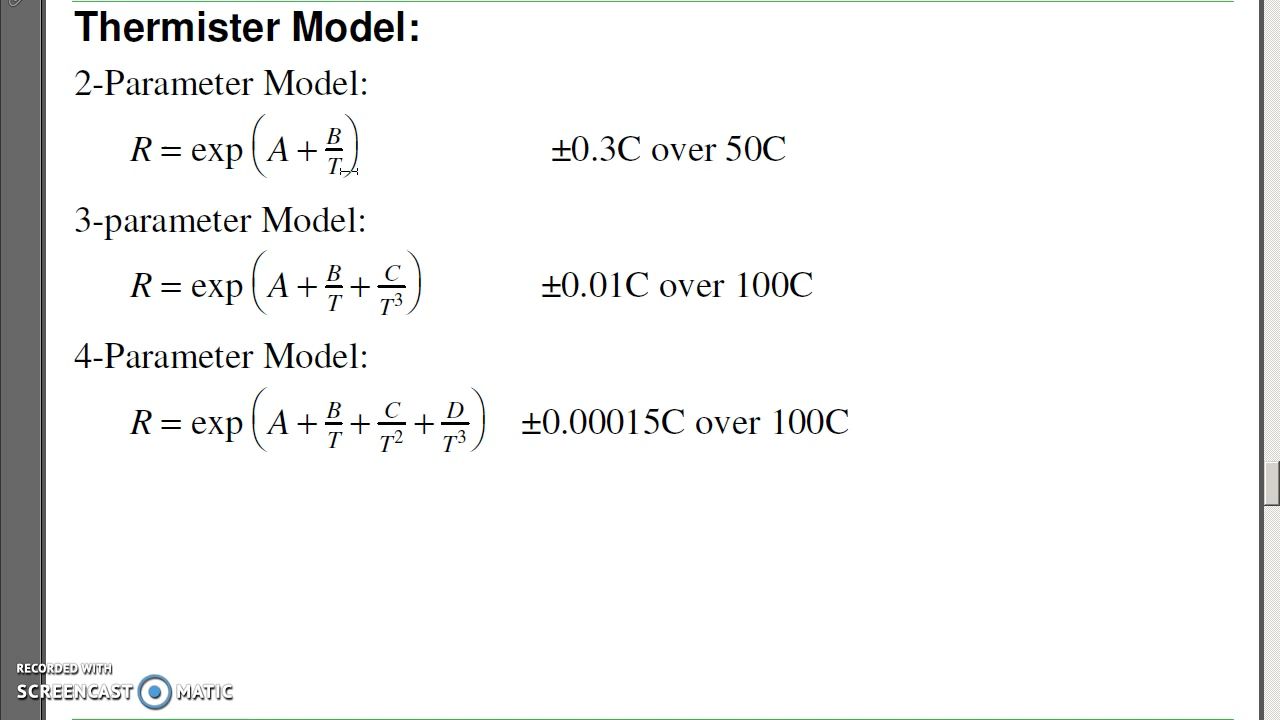 Thermister Model:
2-Parameter Model:
R = exp(A + B/T) ±0.3C over 50C
3-parameter Model:
R = exp(A + B/T + C/T³) ±0.01C over 100C
4-Parameter Model:
R = exp(A + B/T + C/T² + D/T³) ±0.00015C over 100C
RECORDED WITH
SCREENCAST MATIC